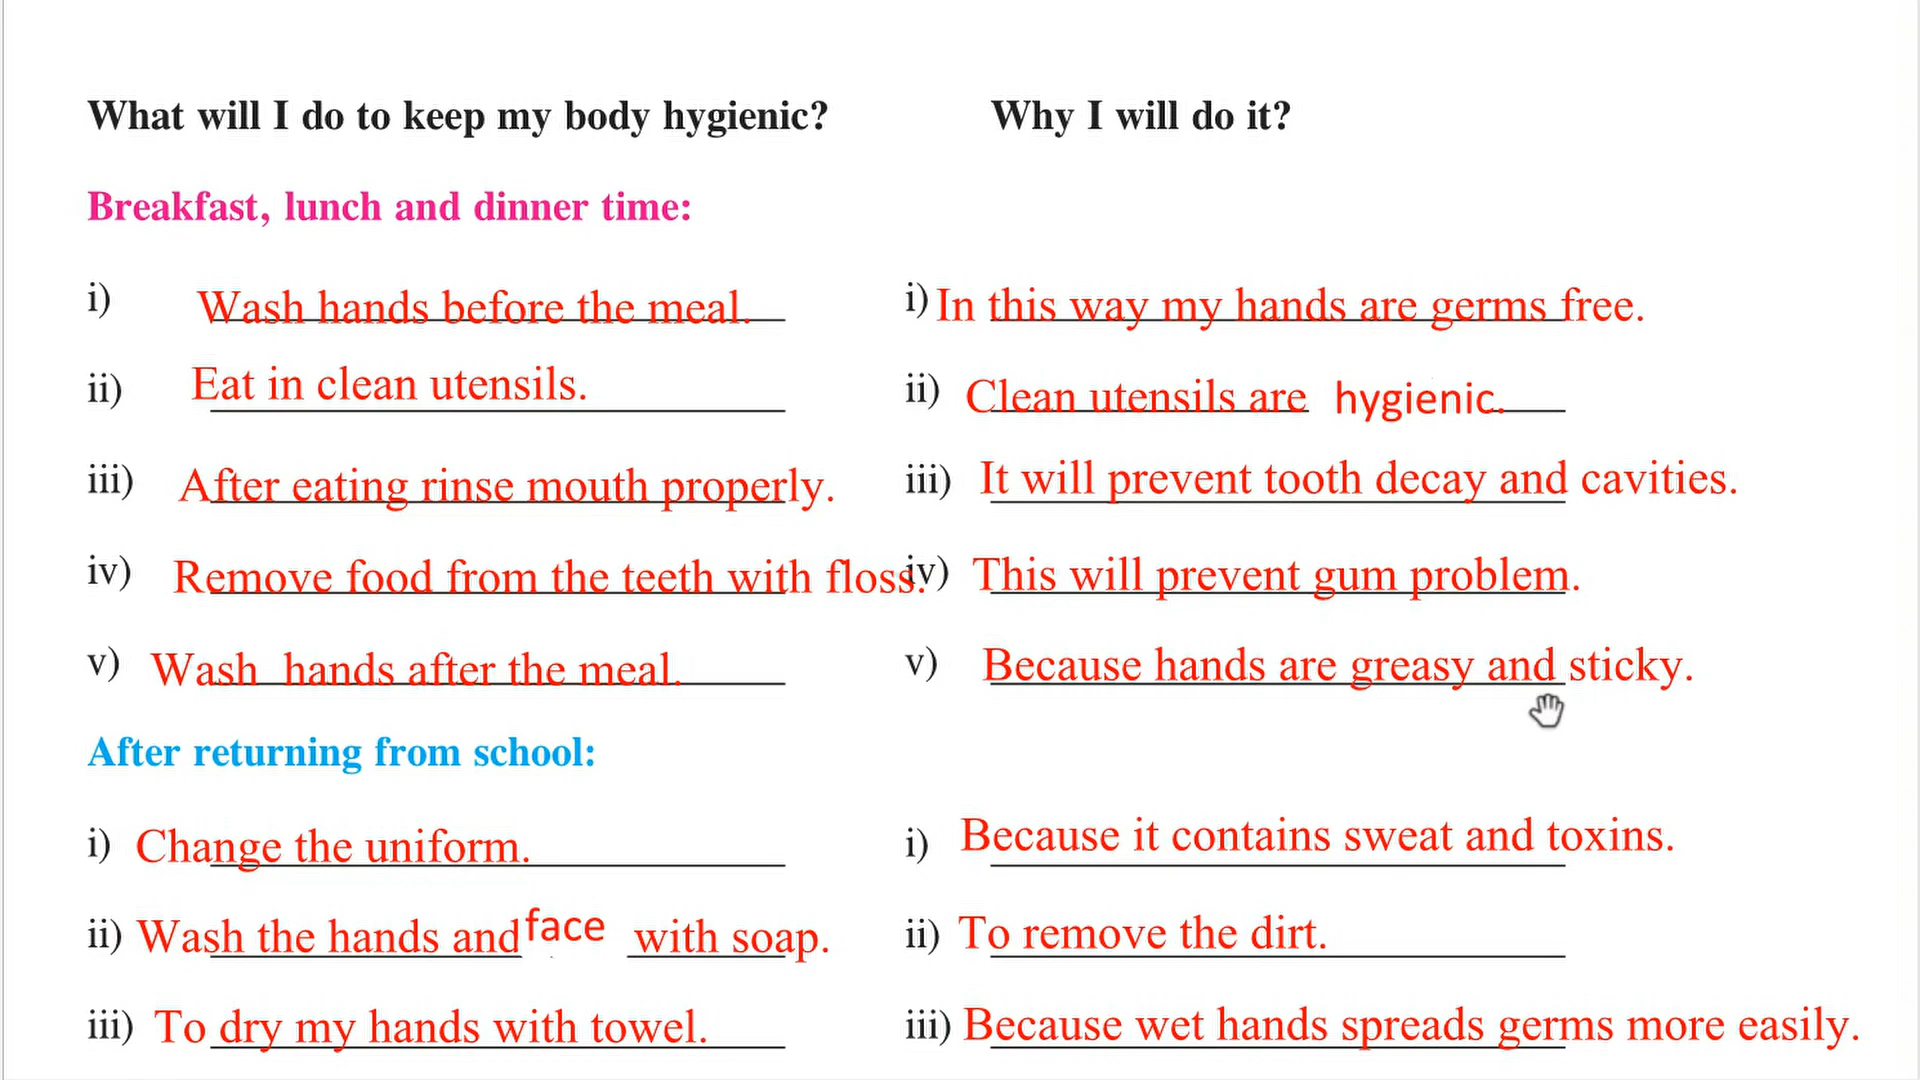 What will I do to keep my body hygienic? Why I will do it?
Breakfast, lunch and dinner time:
i) Wash hands before the meal. i) In this way my hands are germs free.
ii) Eat in clean utensils. ii) Clean utensils are hygienic.
iii) After eating rinse mouth properly. iii) It will prevent tooth decay and cavities.
iv) Remove food from the teeth with floss. iv) This will prevent gum problem.
v) Wash hands after the meal. v) Because hands are greasy and sticky.
After returning from school:
i) Change the uniform. i) Because it contains sweat and toxins.
ii) Wash the hands and face with soap. ii) To remove the dirt.
iii) To dry my hands with towel. iii) Because wet hands spreads germs more easily.